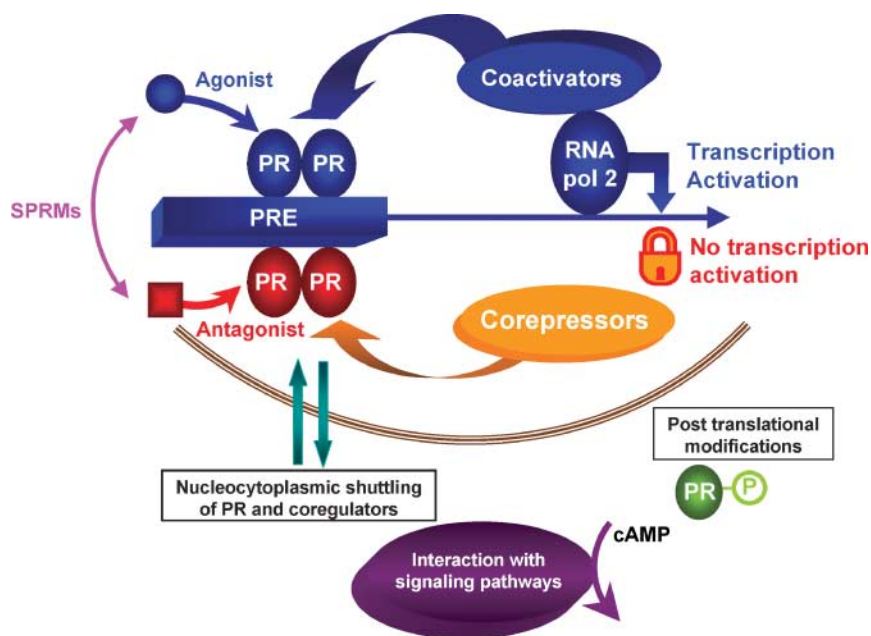 Agonist
Coactivators
PR PR
RNA
pol 2
Transcription
Activation
SPRMs
PRE
No transcription
activation
PR PR
Antagonist
Corepressors
Post translational
modifications
Nucleocytoplasmic shuttling
of PR and coregulators
PR P
cAMP
Interaction with
signaling pathways